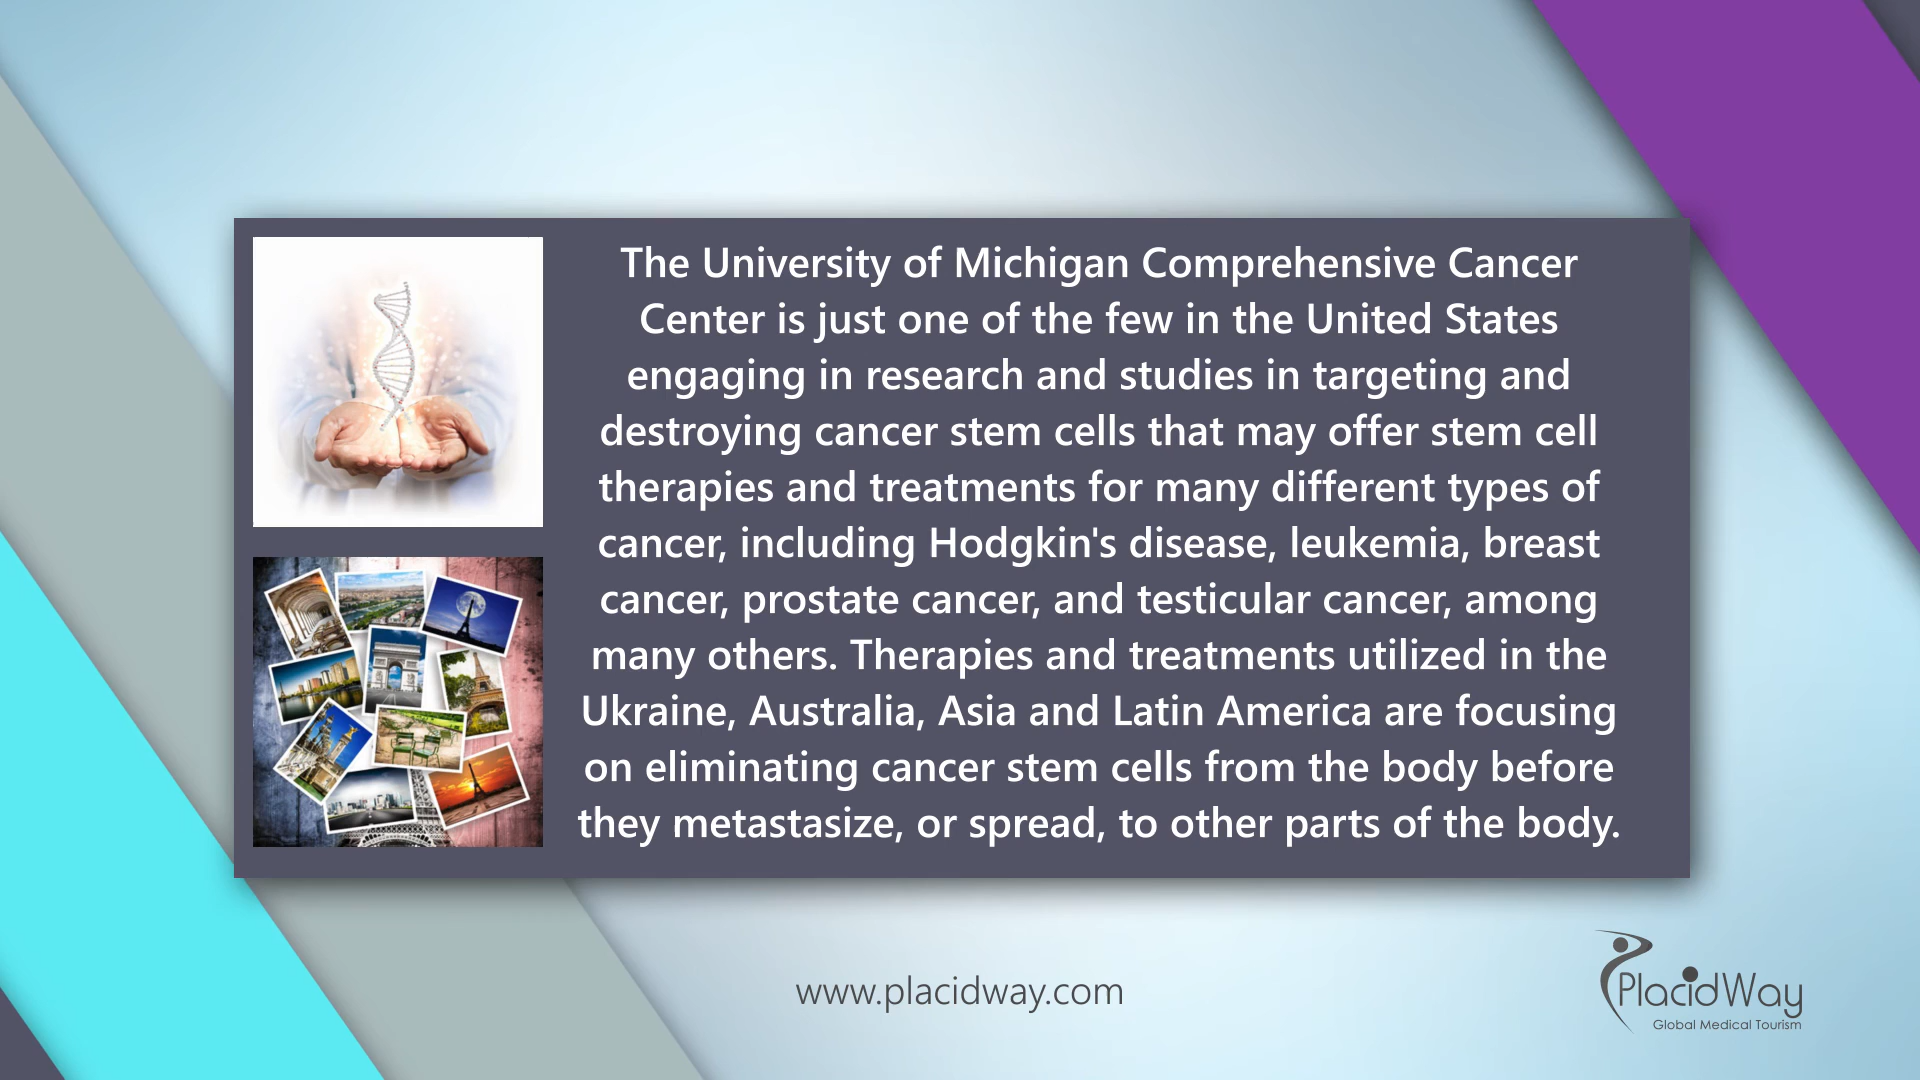 The University of Michigan Comprehensive Cancer
Center is just one of the few in the United States
engaging in research and studies in targeting and
destroying cancer stem cells that may offer stem cell
therapies and treatments for many different types of
cancer, including Hodgkin's disease, leukemia, breast
cancer, prostate cancer, and testicular cancer, among
many others. Therapies and treatments utilized in the
Ukraine, Australia, Asia and Latin America are focusing
on eliminating cancer stem cells from the body before
they metastasize, or spread, to other parts of the body.
www.placidway.com
PlacidWay
Global Medical Tourism